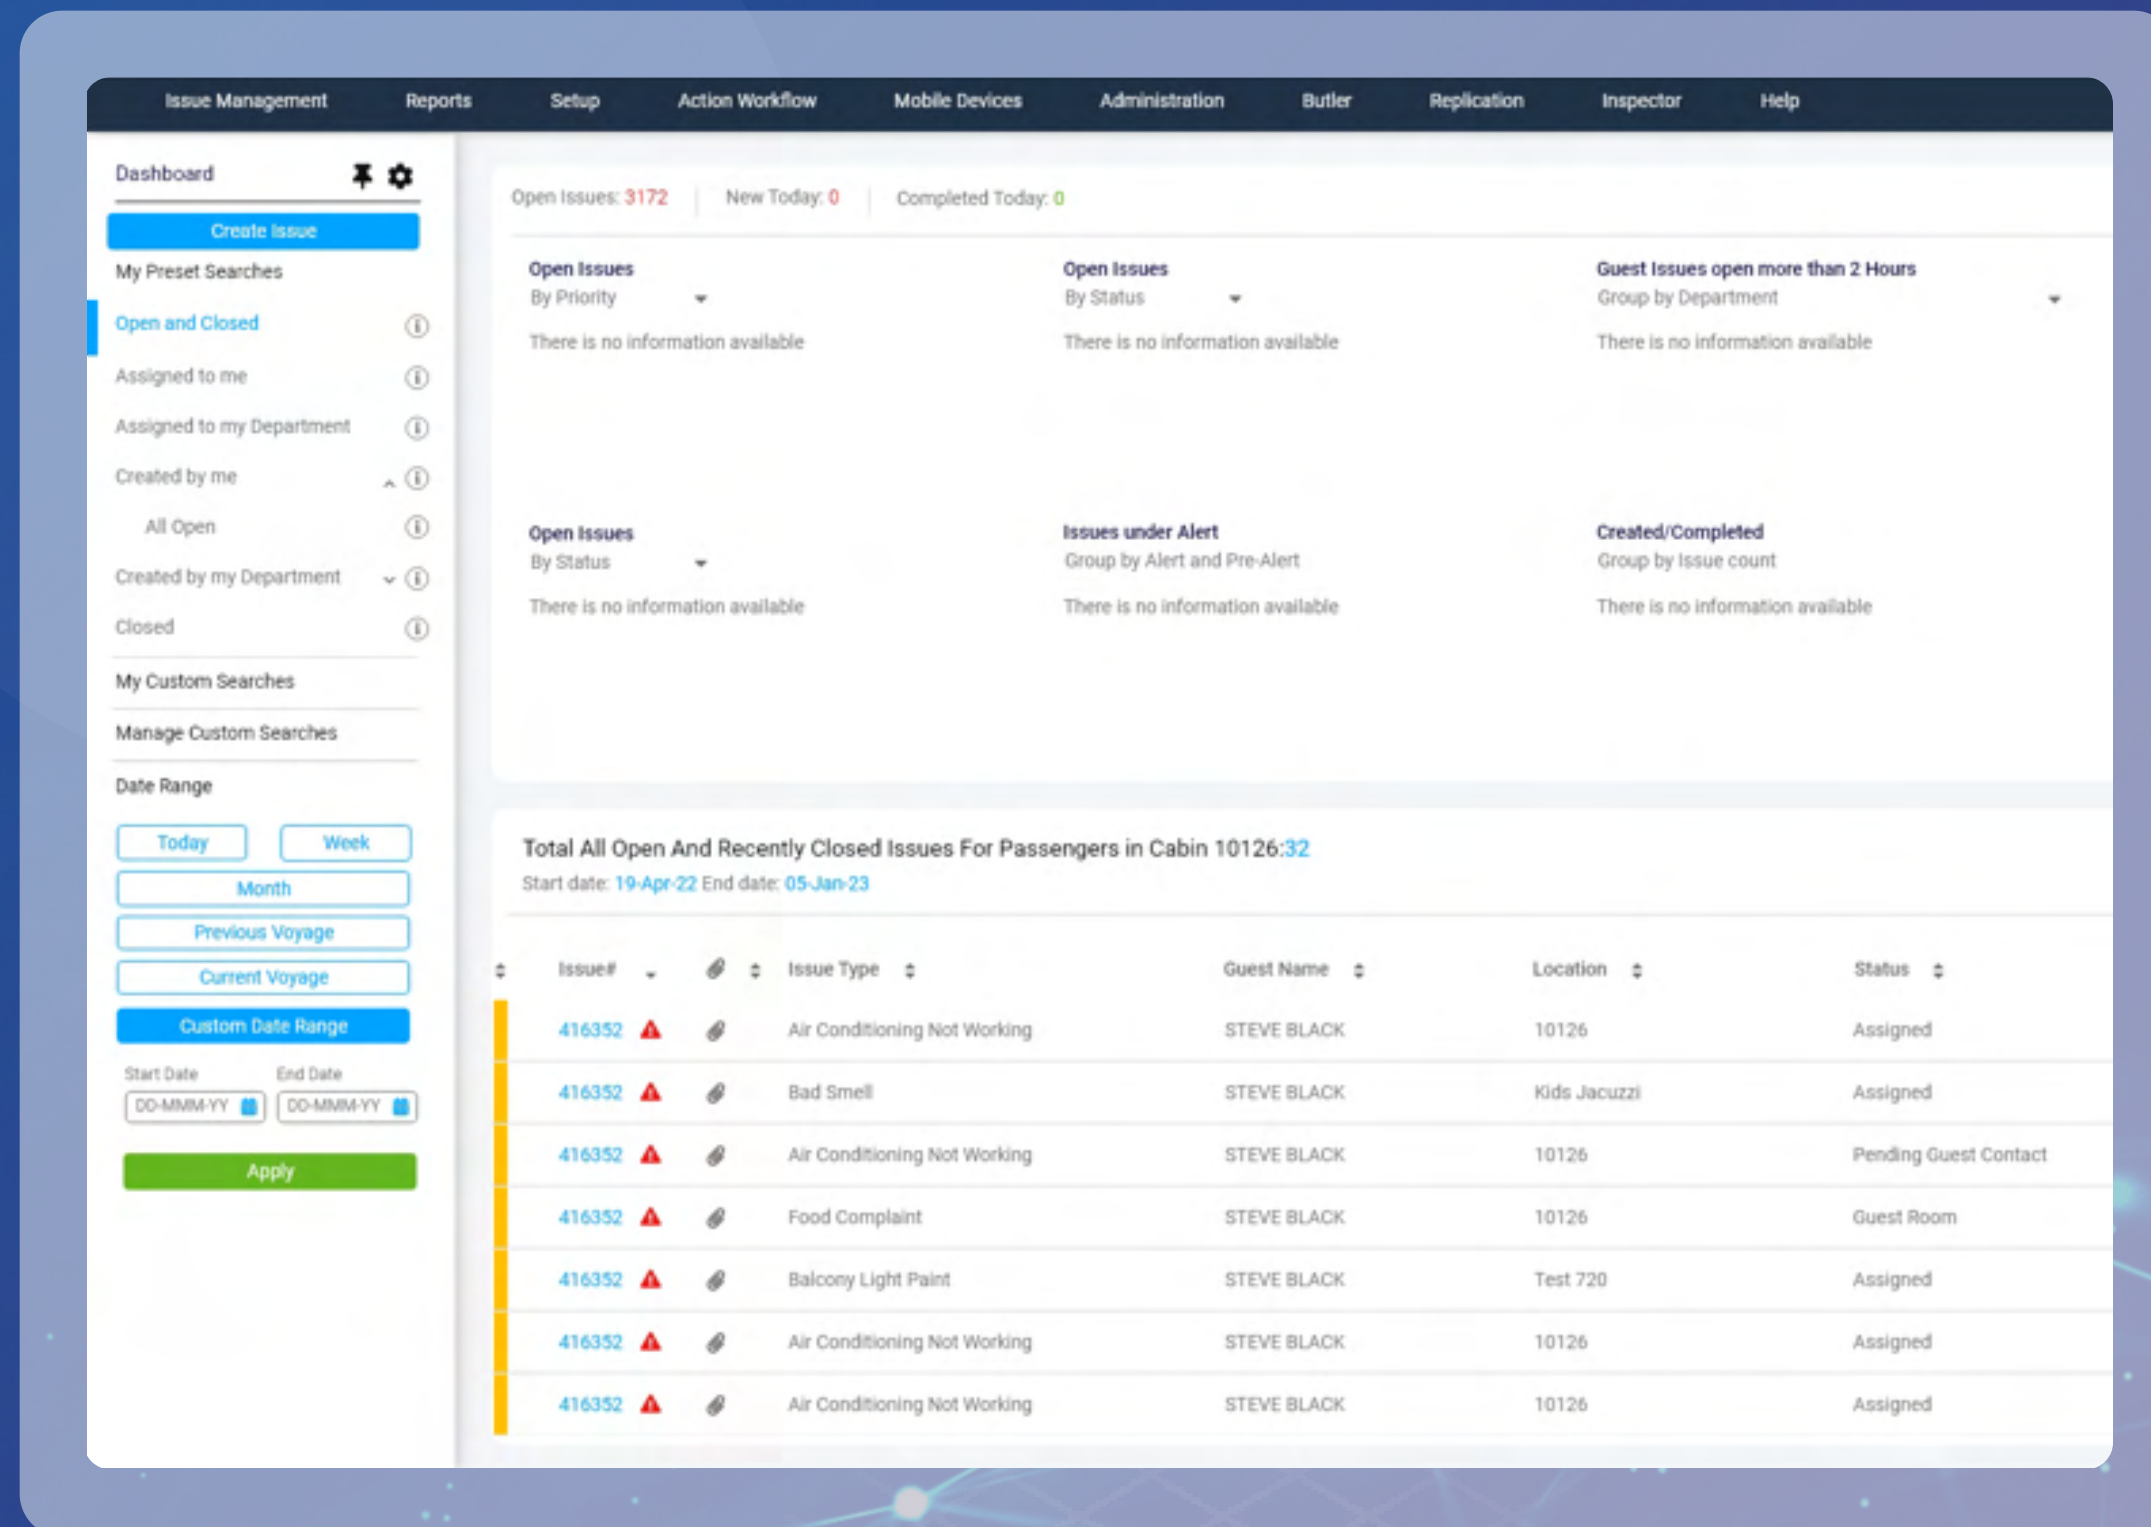 Issue Management Reports Setup Action Workflow Mobile Devices Administration Butler Replication Inspector Help
Dashboard
Create Issue
My Preset Searches
Open and Closed
Assigned to me
Assigned to my Department
Created by me
All Open
Created by my Department
Closed
My Custom Searches
Manage Custom Searches
Date Range
Today Week
Month
Previous Voyage
Current Voyage
Custom Date Range
Start Date End Date
DD-MMM-YY DD-MMM-YY
Apply
Open Issues: 3172 New Today: 0 Completed Today: 0
Open Issues
By Priority
There is no information available
Open Issues
By Status
There is no information available
Guest Issues open more than 2 Hours
Group by Department
There is no information available
Open Issues
By Status
There is no information available
Issues under Alert
Group by Alert and Pre-Alert
There is no information available
Created/Completed
Group by Issue count
There is no information available
Total All Open And Recently Closed Issues For Passengers in Cabin 10126:32
Start date: 19-Apr-22 End date: 05-Jan-23
Issue# Issue Type Guest Name Location Status
416352 Air Conditioning Not Working STEVE BLACK 10126 Assigned
416352 Bad Smell STEVE BLACK Kids Jacuzzi Assigned
416352 Air Conditioning Not Working STEVE BLACK 10126 Pending Guest Contact
416352 Food Complaint STEVE BLACK 10126 Guest Room
416352 Balcony Light Paint STEVE BLACK Test 720 Assigned
416352 Air Conditioning Not Working STEVE BLACK 10126 Assigned
416352 Air Conditioning Not Working STEVE BLACK 10126 Assigned